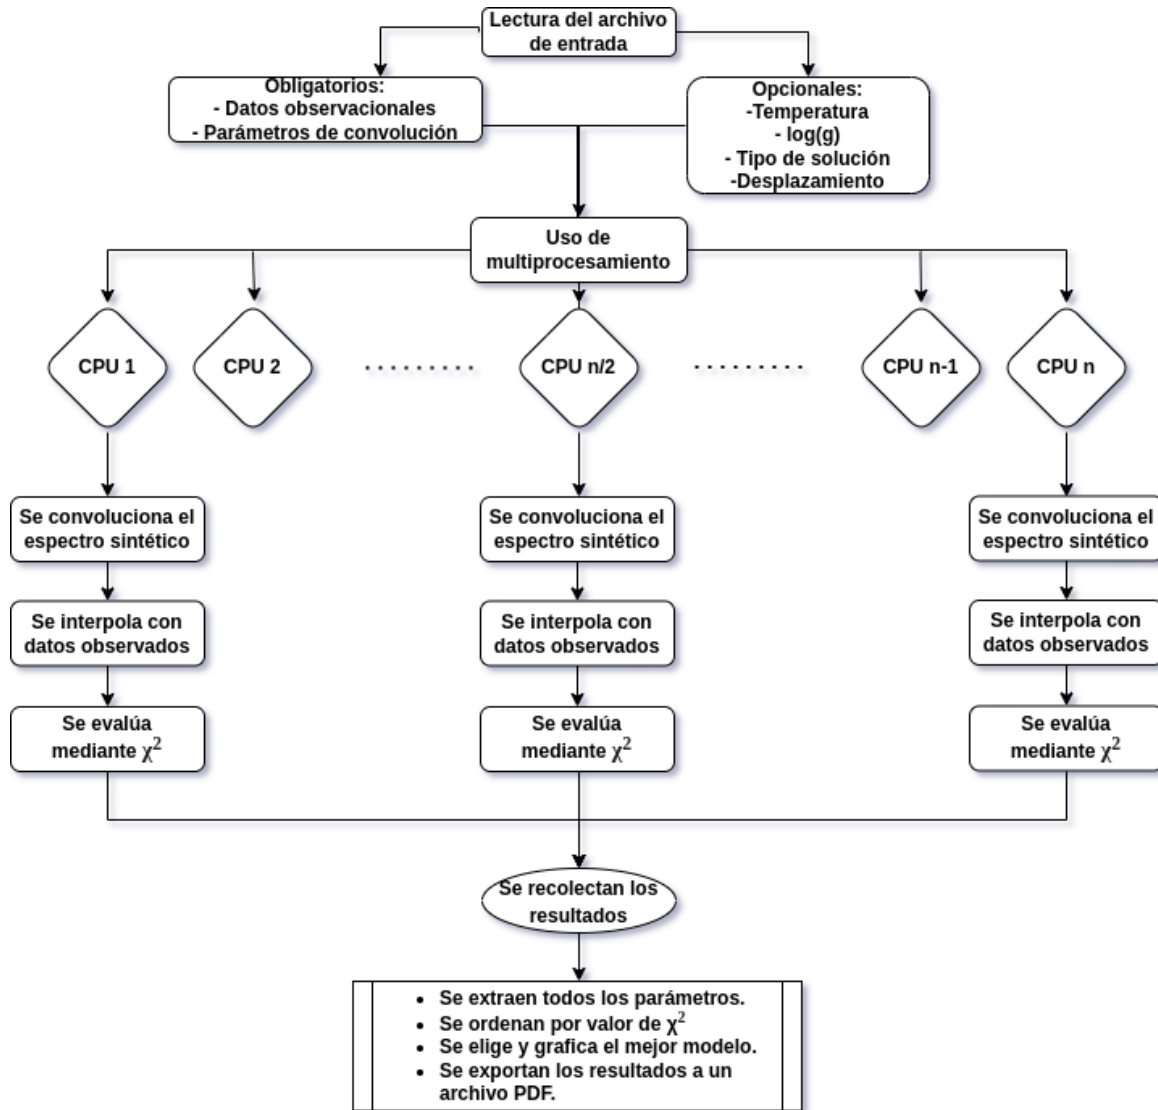 Lectura del archivo
de entrada
Obligatorios:
- Datos observacionales
- Parámetros de convolución
Opcionales:
-Temperatura
- log(g)
- Tipo de solución
-Desplazamiento
Uso de
multiprocesamiento
CPU 1
CPU 2
.........
CPU n/2
.........
CPU n-1
CPU n
Se convoluciona el
espectro sintético
Se convoluciona el
espectro sintético
Se convoluciona el
espectro sintético
Se interpola con
datos observados
Se interpola con
datos observados
Se interpola con
datos observados
Se evalúa
mediante χ²
Se evalúa
mediante χ²
Se evalúa
mediante χ²
Se recolectan los
resultados
• Se extraen todos los parámetros.
• Se ordenan por valor de χ²
• Se elige y grafica el mejor modelo.
• Se exportan los resultados a un
archivo PDF.